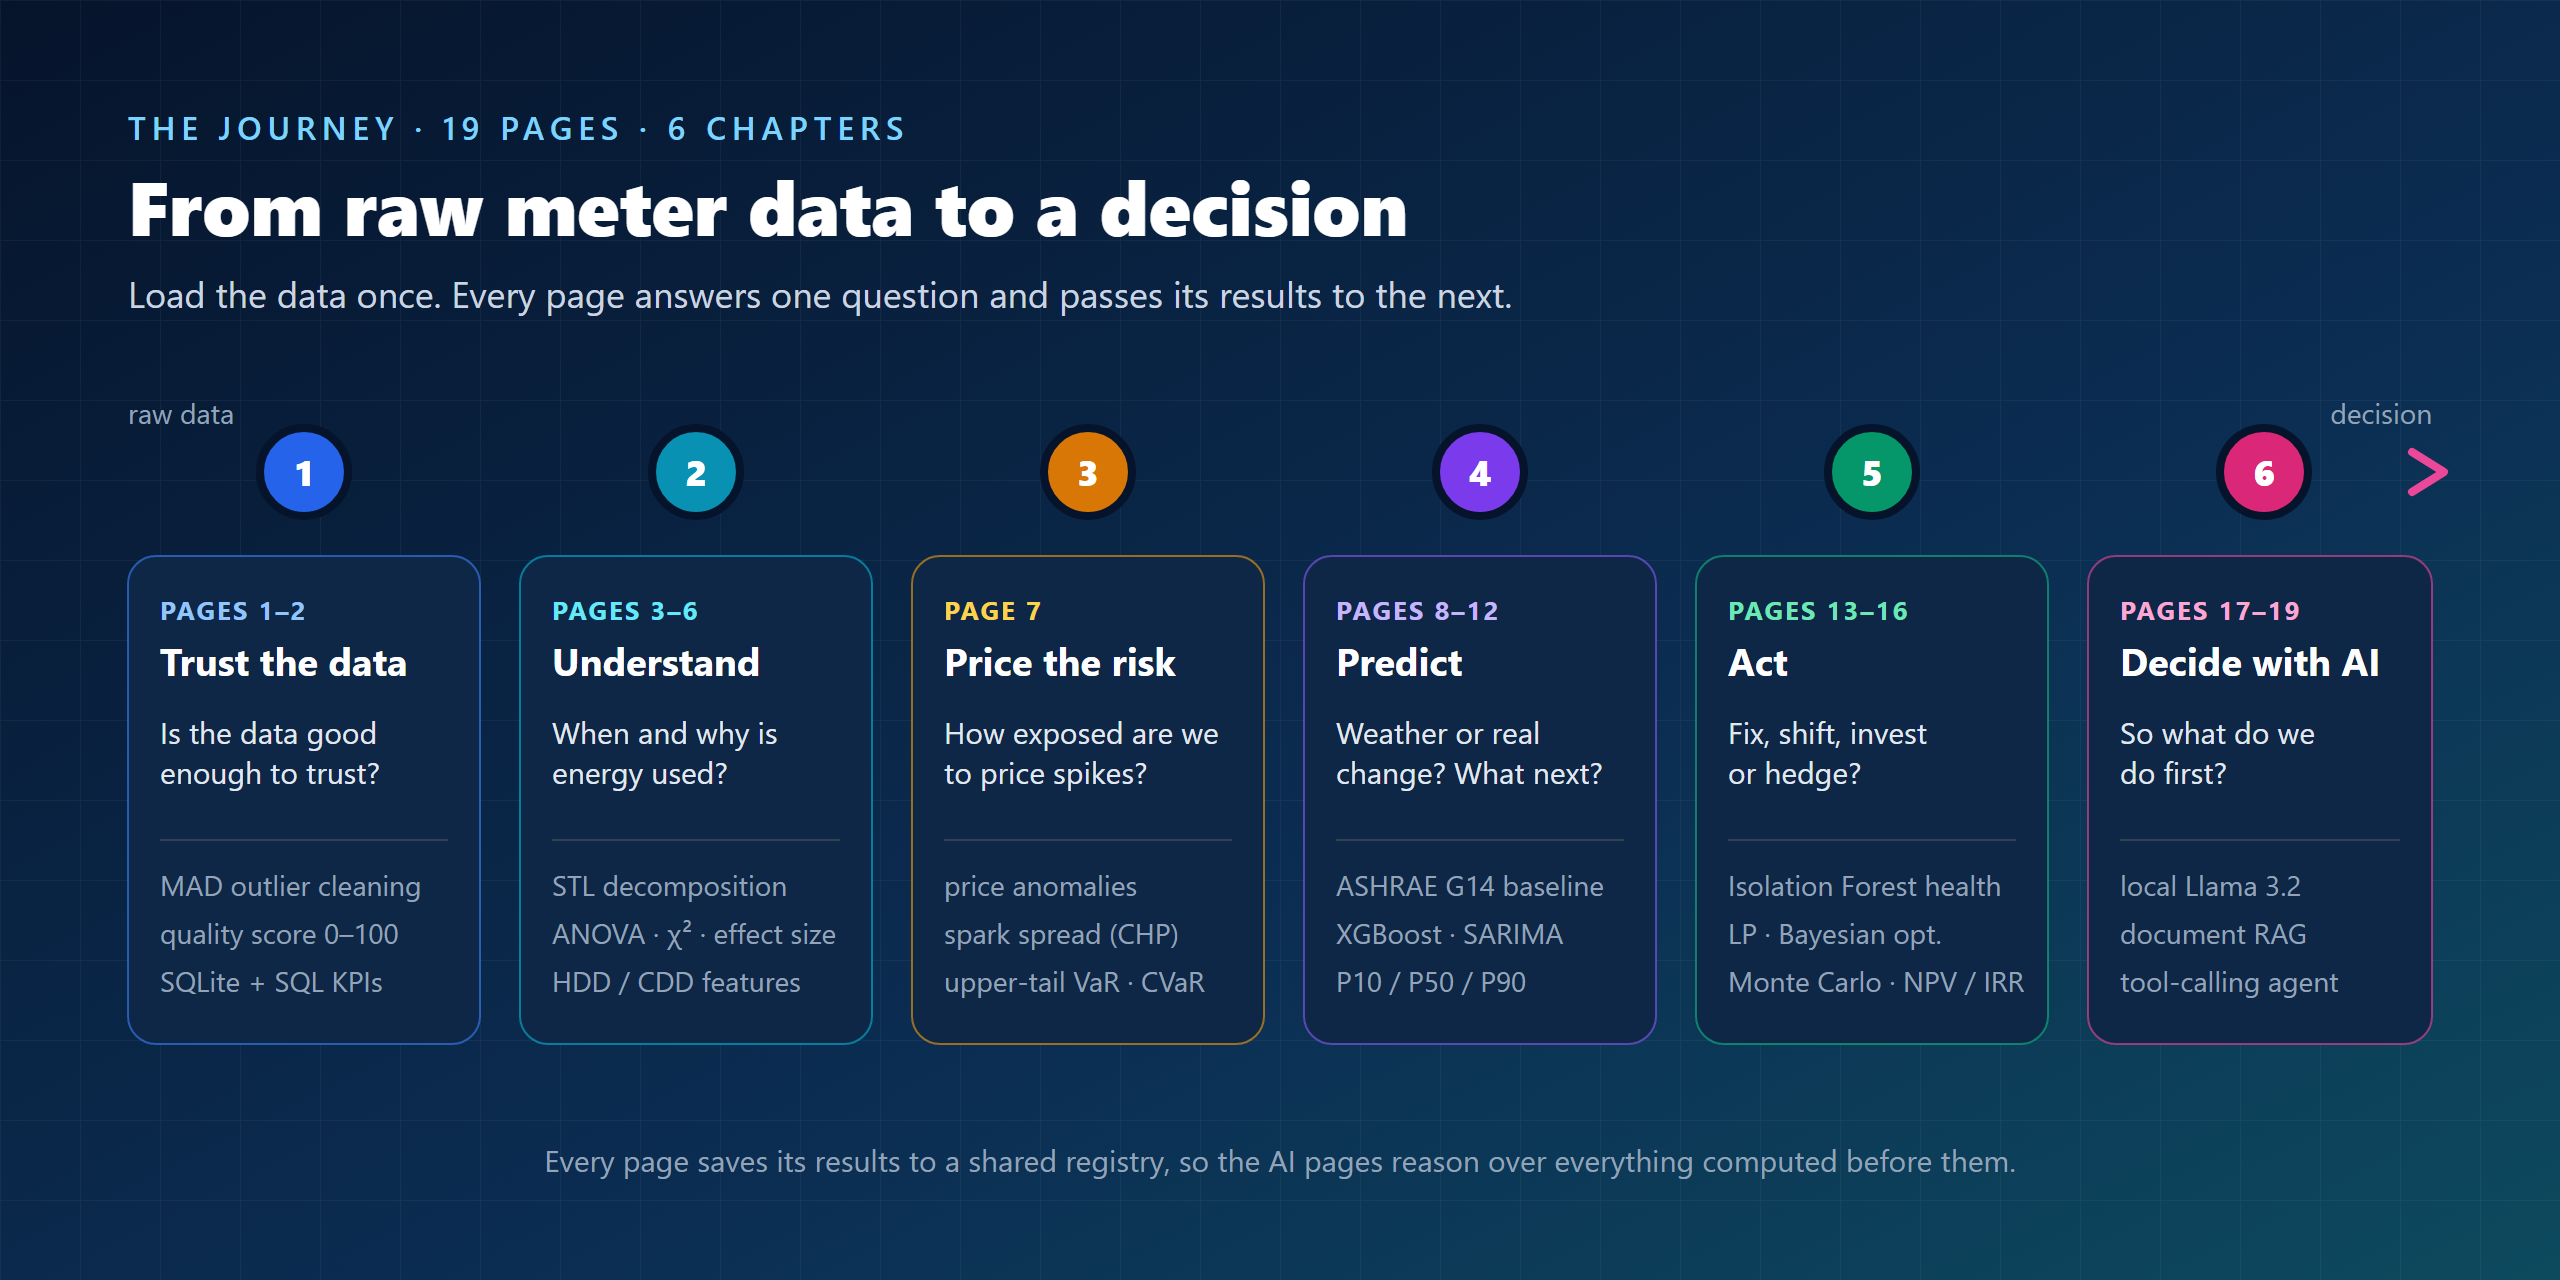 THE JOURNEY · 19 PAGES · 6 CHAPTERS
From raw meter data to a decision
Load the data once. Every page answers one question and passes its results to the next.
raw data
decision
1
2
3
4
5
6
PAGES 1–2
Trust the data
Is the data good
enough to trust?
MAD outlier cleaning
quality score 0–100
SQLite + SQL KPIs
PAGES 3–6
Understand
When and why is
energy used?
STL decomposition
ANOVA · χ² · effect size
HDD / CDD features
PAGE 7
Price the risk
How exposed are we
to price spikes?
price anomalies
spark spread (CHP)
upper-tail VaR · CVaR
PAGES 8–12
Predict
Weather or real
change? What next?
ASHRAE G14 baseline
XGBoost · SARIMA
P10 / P50 / P90
PAGES 13–16
Act
Fix, shift, invest
or hedge?
Isolation Forest health
LP · Bayesian opt.
Monte Carlo · NPV / IRR
PAGES 17–19
Decide with AI
So what do we
do first?
local Llama 3.2
document RAG
tool-calling agent
Every page saves its results to a shared registry, so the AI pages reason over everything computed before them.